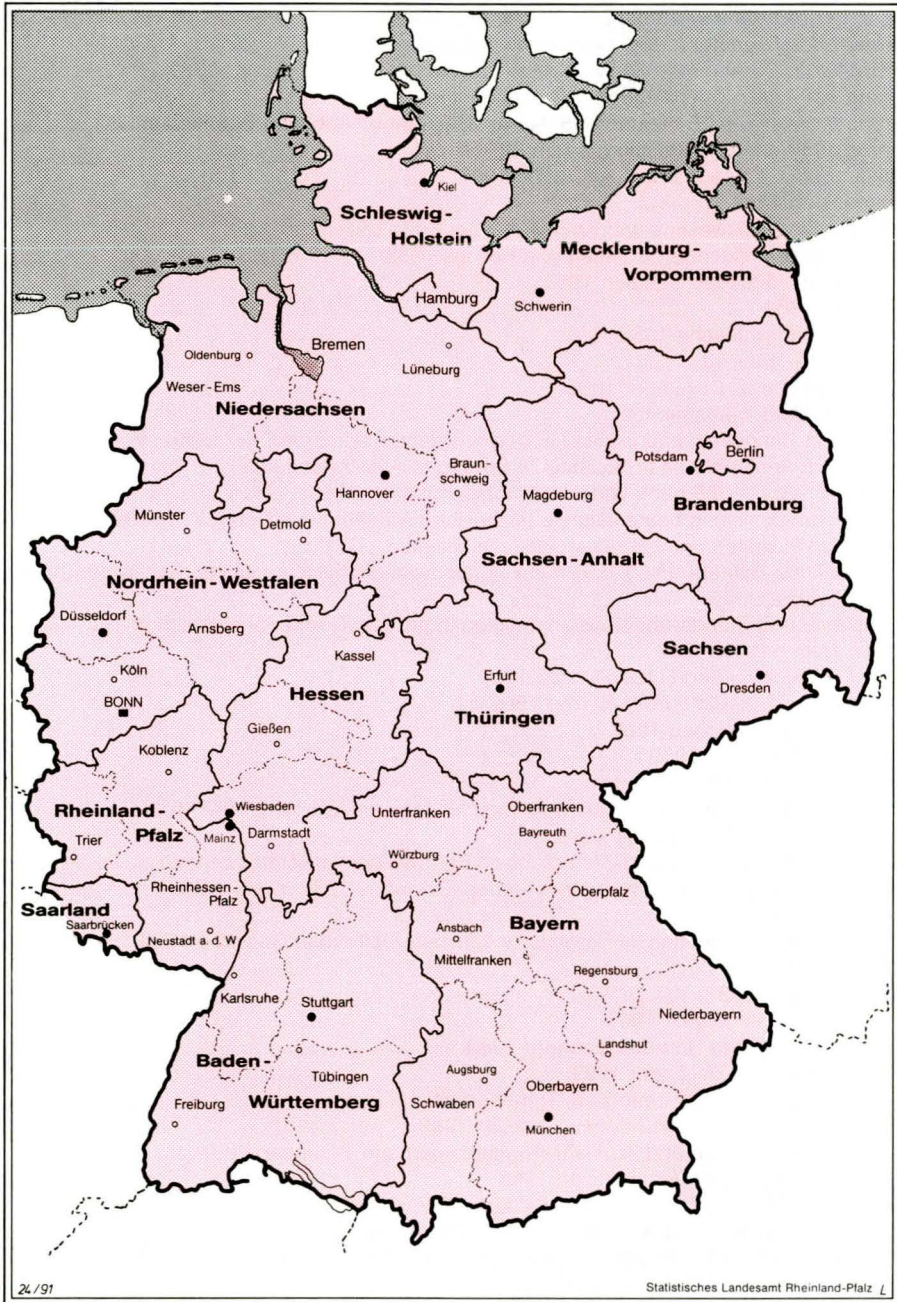 Kiel
Schleswig-
Holstein
Mecklenburg-
Vorpommern
Hamburg
Schwerin
Bremen
Oldenburg
Lüneburg
Weser-Ems
Niedersachsen
Berlin
Potsdam
Braun-
schweig
Hannover
Magdeburg
Brandenburg
Münster
Detmold
Sachsen-Anhalt
Nordrhein-Westfalen
Düsseldorf
Arnsberg
Kassel
Sachsen
Köln
Erfurt
Dresden
Hessen
BONN
Thüringen
Gießen
Koblenz
Wiesbaden
Rheinland-
Pfalz
Mainz
Darmstadt
Unterfranken
Oberfranken
Bayreuth
Trier
Würzburg
Rheinhessen-
Pfalz
Oberpfalz
Saarland
Saarbrücken
Neustadt a. d. W
Ansbach
Bayern
Mittelfranken
Regensburg
Karlsruhe
Stuttgart
Niederbayern
Landshut
Baden-
Württemberg
Tübingen
Augsburg
Oberbayern
Schwaben
Freiburg
München
24/91
Statistisches Landesamt Rheinland-Pfalz L